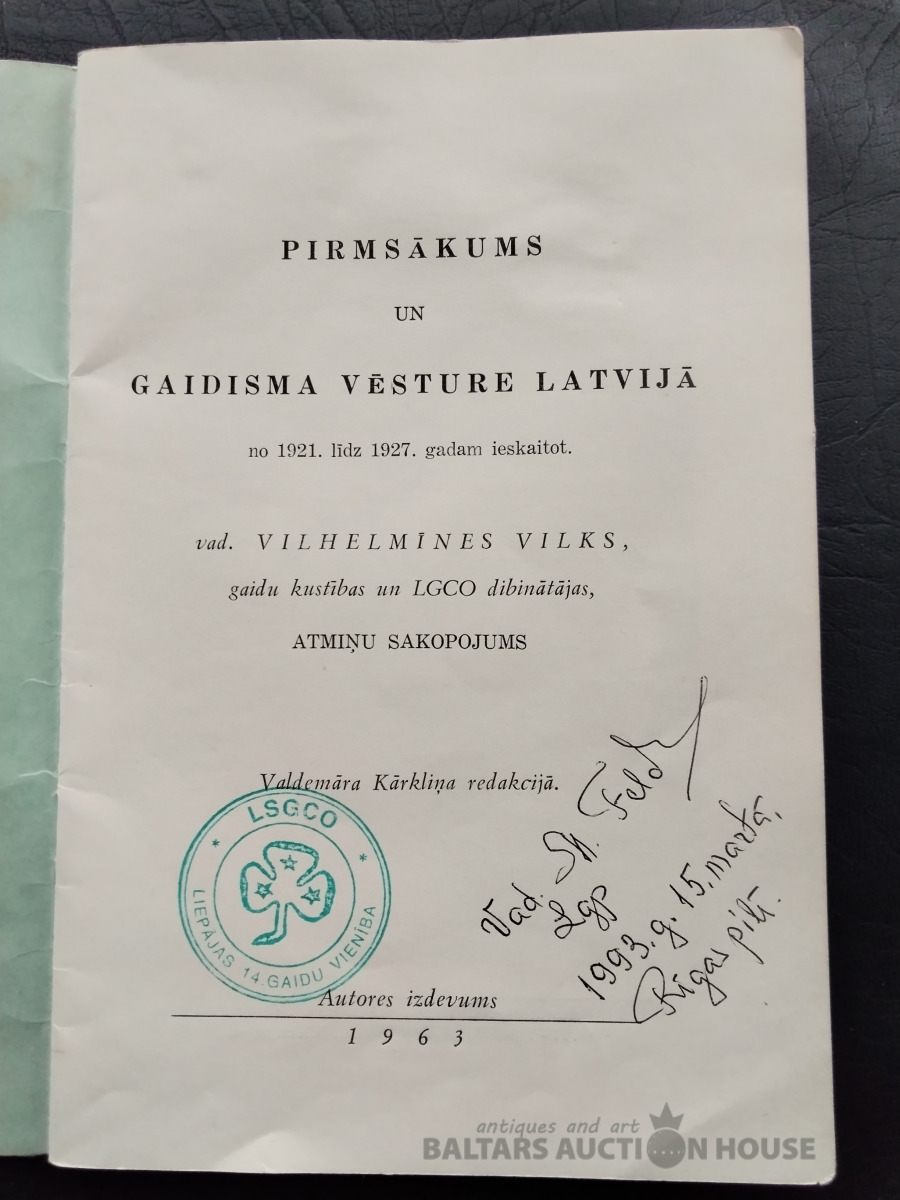 PIRMSĀKUMS
UN
GAIDISMA VĒSTURE LATVIJĀ
no 1921. līdz 1927. gadam ieskaitot.
vad. VILHELMĪNES VILKS,
gaidu kustības un LGCO dibinātājas,
ATMIŅU SAKOPOJUMS
Valdemāra Kārkliņa redakcijā.
LSGCO
LIEPĀJAS 14.GAIDU VIENĪBA
Vad.
1993.g. 15. martā,
Rīgas pilī.
Autores izdevums
1963
antiques and art
BALTARS AUCTION HOUSE